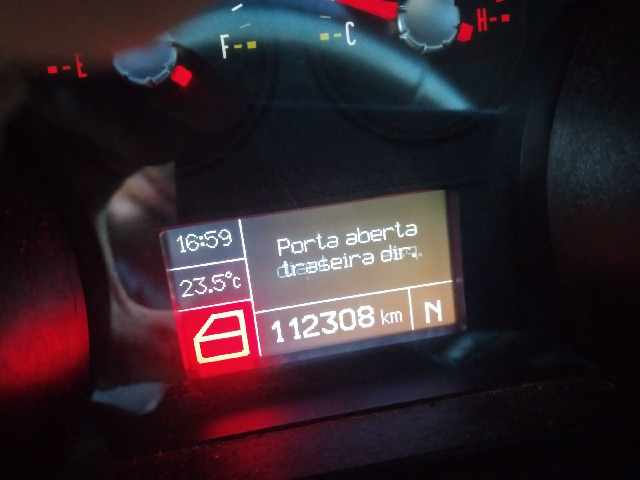 E
F
C
H
16:59
Porta aberta
23.5°c
traseira dir.
112308 km
N